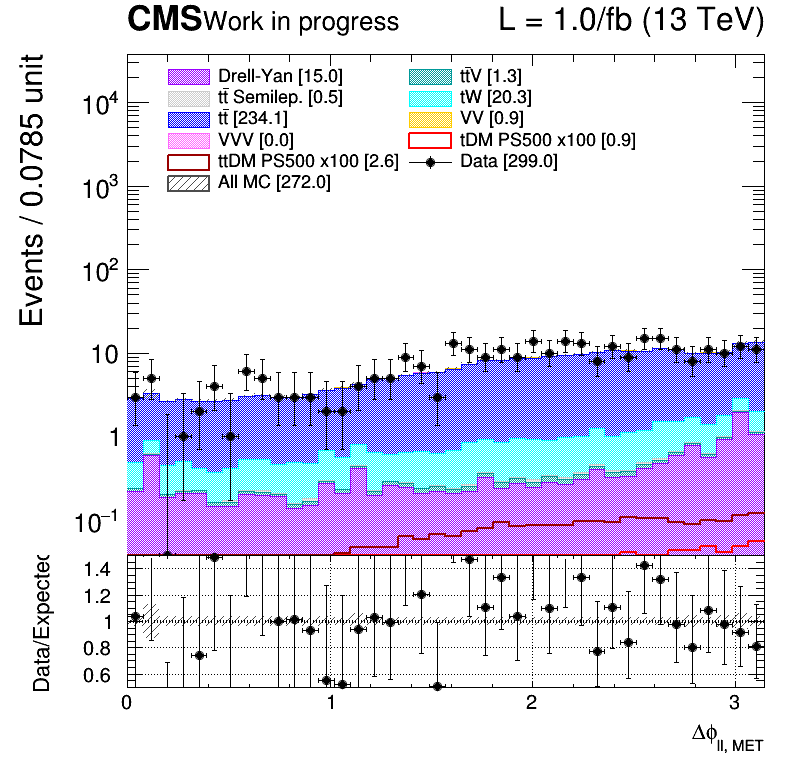 CMS Work in progress L = 1.0/fb (13 TeV)
Drell-Yan [15.0] tt̄V [1.3]
tt̄ Semilep. [0.5] tW [20.3]
tt̄ [234.1] VV [0.9]
VVV [0.0] tDM PS500 x100 [0.9]
ttDM PS500 x100 [2.6] Data [299.0]
All MC [272.0]
Events / 0.0785 unit
10⁴
10³
10²
10
1
10⁻¹
Data/Expected
1.4
1.2
1
0.8
0.6
0 1 2 3
Δϕll, MET